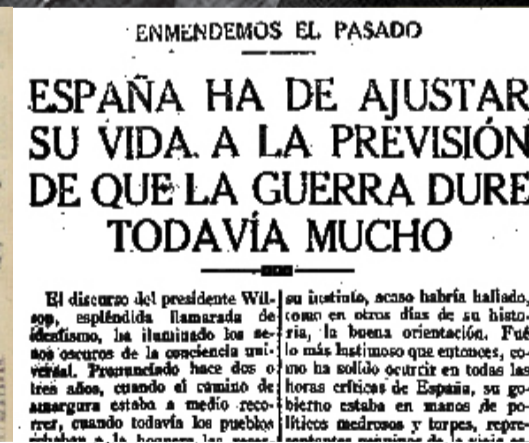 ENMENDEMOS EL PASADO
ESPAÑA HA DE AJUSTAR
SU VIDA A LA PREVISIÓN
DE QUE LA GUERRA DURE
TODAVÍA MUCHO
El discurso del presidente Wil-
son, espléndida llamarada de
idealismo, ha iluminado los se-
nos oscuros de la conciencia uni-
versal. Pronunciado hace dos o
tres años, cuando el camino de
amargura estaba a medio reco-
rrer, cuando todavía los pueblos
a la hoguera las
su instinto, acaso habría hallado,
como en otros días de su histo-
ria, la buena orientación. Fué
lo más lastimoso que entonces, co-
mo ha solido ocurrir en todas las
horas críticas de España, su go-
bierno estaba en manos de po-
líticos medrosos y torpes, repre-